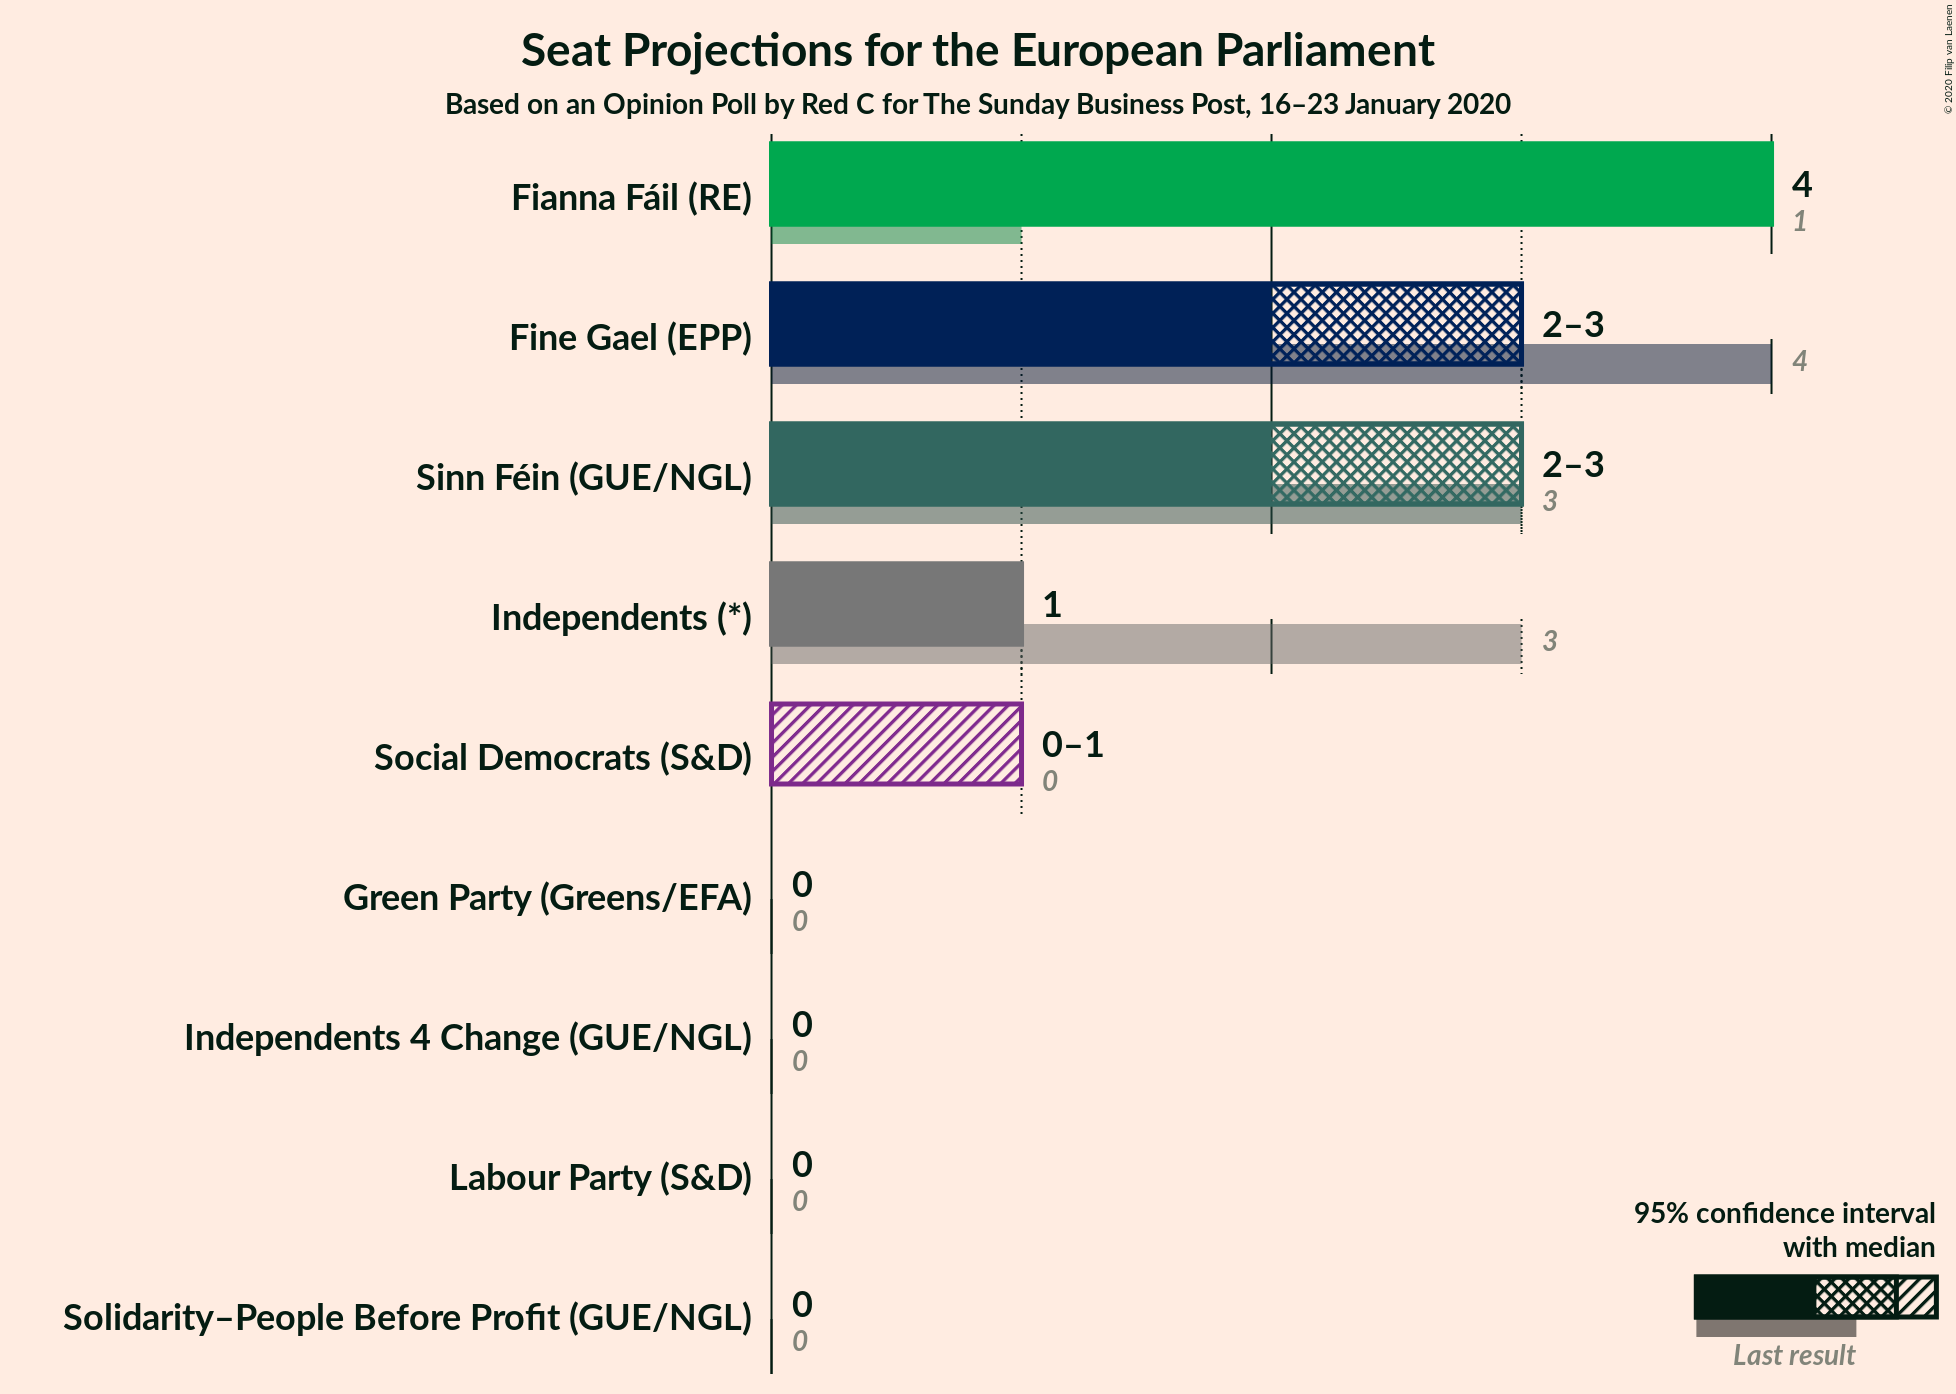 Seat Projections for the European Parliament
Based on an Opinion Poll by Red C for The Sunday Business Post, 16–23 January 2020
© 2020 Filip van Laenen
Fianna Fáil (RE)
4
1
Fine Gael (EPP)
2–3
4
Sinn Féin (GUE/NGL)
2–3
3
Independents (*)
1
3
Social Democrats (S&D)
0–1
0
Green Party (Greens/EFA)
0
0
Independents 4 Change (GUE/NGL)
0
0
Labour Party (S&D)
0
0
Solidarity–People Before Profit (GUE/NGL)
0
0
95% confidence interval
with median
Last result